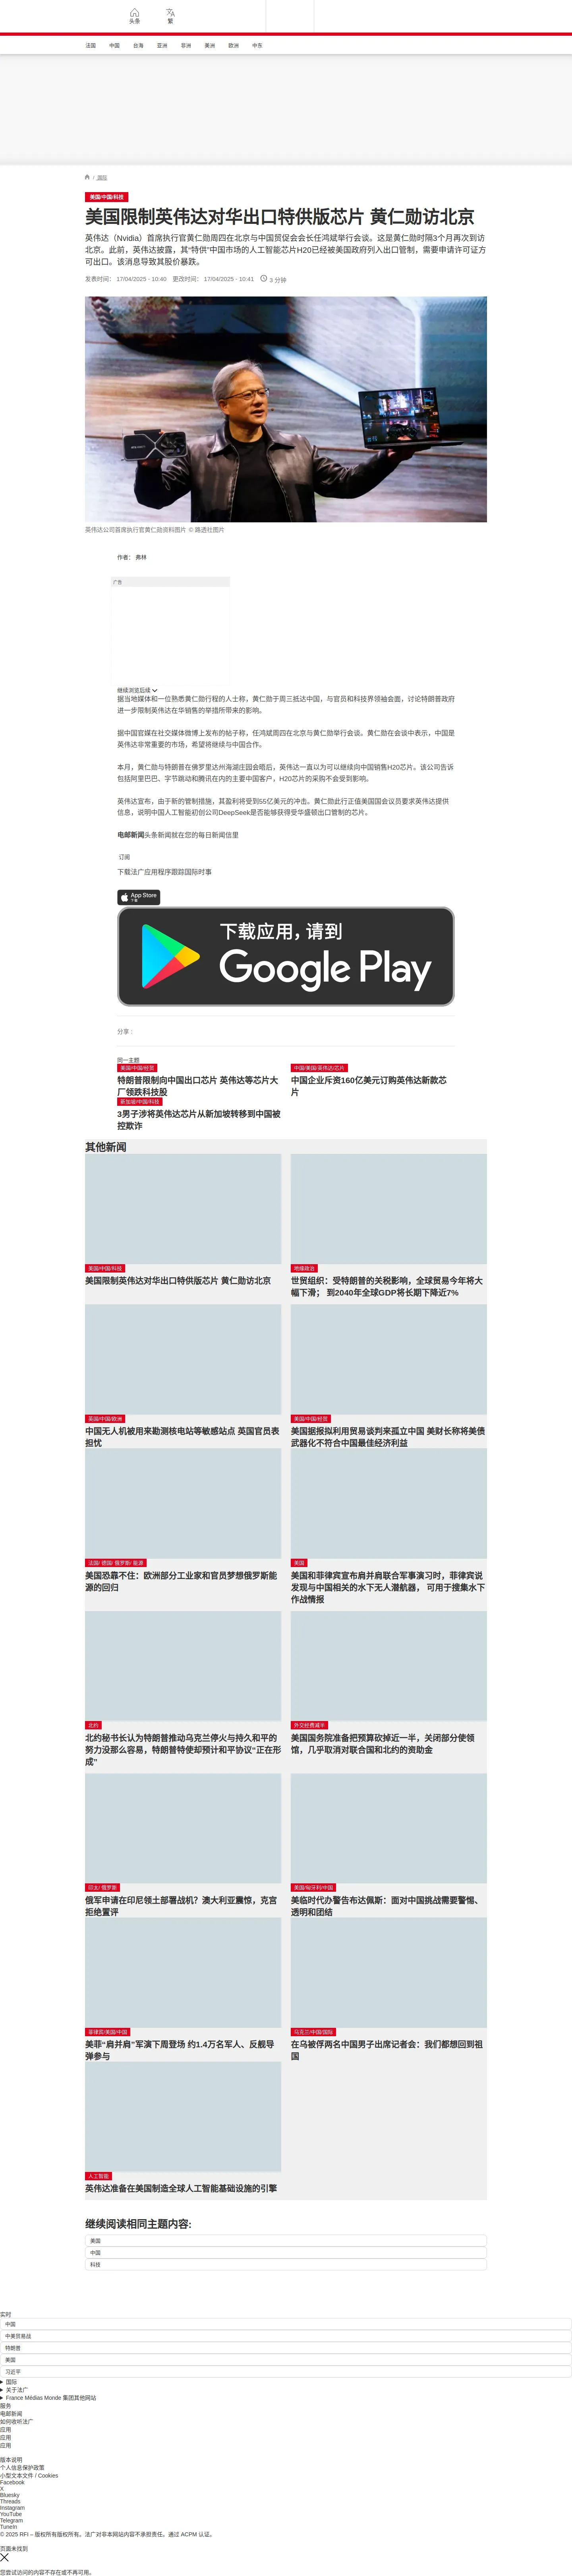 头条
繁
法国
中国
台海
亚洲
非洲
美洲
欧洲
中东
/ 国际
美国/中国/科技
美国限制英伟达对华出口特供版芯片 黄仁勋访北京
英伟达（Nvidia）首席执行官黄仁勋周四在北京与中国贸促会会长任鸿斌举行会谈。这是黄仁勋时隔3个月再次到访
北京。此前，英伟达披露，其“特供”中国市场的人工智能芯片H20已经被美国政府列入出口管制，需要申请许可证方
可出口。该消息导致其股价暴跌。
发表时间： 17/04/2025 - 10:40 更改时间： 17/04/2025 - 10:41 3 分钟
英伟达公司首席执行官黄仁勋资料图片 © 路透社图片
作者： 弗林
广告
继续浏览后续
据当地媒体和一位熟悉黄仁勋行程的人士称，黄仁勋于周三抵达中国，与官员和科技界领袖会面，讨论特朗普政府
进一步限制英伟达在华销售的举措所带来的影响。
据中国官媒在社交媒体微博上发布的帖子称，任鸿斌周四在北京与黄仁勋举行会谈。黄仁勋在会谈中表示，中国是
英伟达非常重要的市场，希望将继续与中国合作。
本月，黄仁勋与特朗普在佛罗里达州海湖庄园会晤后，英伟达一直以为可以继续向中国销售H20芯片。该公司告诉
包括阿里巴巴、字节跳动和腾讯在内的主要中国客户，H20芯片的采购不会受到影响。
英伟达宣布，由于新的管制措施，其盈利将受到55亿美元的冲击。黄仁勋此行正值美国国会议员要求英伟达提供
信息，说明中国人工智能初创公司DeepSeek是否能够获得受华盛顿出口管制的芯片。
电邮新闻头条新闻就在您的每日新闻信里
订阅
下载法广应用程序跟踪国际时事
App Store
下载
下载应用，请到
Google Play
分享 :
同一主题
美国/中国/经贸
特朗普限制向中国出口芯片 英伟达等芯片大
厂领跌科技股
中国/美国/英伟达/芯片
中国企业斥资160亿美元订购英伟达新款芯
片
新加坡/中国/科技
3男子涉将英伟达芯片从新加坡转移到中国被
控欺诈
其他新闻
美国/中国/科技
美国限制英伟达对华出口特供版芯片 黄仁勋访北京
地缘政治
世贸组织：受特朗普的关税影响，全球贸易今年将大
幅下滑； 到2040年全球GDP将长期下降近7%
英国/中国/欧洲
中国无人机被用来勘测核电站等敏感站点 英国官员表
担忧
美国/中国/经贸
美国据报拟利用贸易谈判来孤立中国 美财长称将美债
武器化不符合中国最佳经济利益
法国/ 德国/ 俄罗斯/ 能源
美国恐靠不住：欧洲部分工业家和官员梦想俄罗斯能
源的回归
美国
美国和菲律宾宣布肩并肩联合军事演习时，菲律宾说
发现与中国相关的水下无人潜航器， 可用于搜集水下
作战情报
北约
北约秘书长认为特朗普推动乌克兰停火与持久和平的
努力没那么容易，特朗普特使却预计和平协议“正在形
成”
外交经费减半
美国国务院准备把预算砍掉近一半，关闭部分使领
馆，几乎取消对联合国和北约的资助金
印太/ 俄罗斯
俄军申请在印尼领土部署战机？澳大利亚震惊，克宫
拒绝置评
美国/匈牙利/中国
美临时代办警告布达佩斯：面对中国挑战需要警惕、
透明和团结
菲律宾/美国/中国
美菲“肩并肩”军演下周登场 约1.4万名军人、反舰导
弹参与
乌克兰/中国/国际
在乌被俘两名中国男子出席记者会：我们都想回到祖
国
人工智能
英伟达准备在美国制造全球人工智能基础设施的引擎
继续阅读相同主题内容:
美国
中国
科技
实时
中国
中美贸易战
特朗普
美国
习近平
国际
关于法广
France Médias Monde 集团其他网站
服务
电邮新闻
如何收听法广
应用
应用
应用
版本说明
个人信息保护政策
小型文本文件 / Cookies
Facebook
X
Bluesky
Threads
Instagram
YouTube
Telegram
TuneIn
© 2025 RFI – 版权所有版权所有。法广对非本网站内容不承担责任。通过 ACPM 认证。
页面未找到
您尝试访问的内容不存在或不再可用。